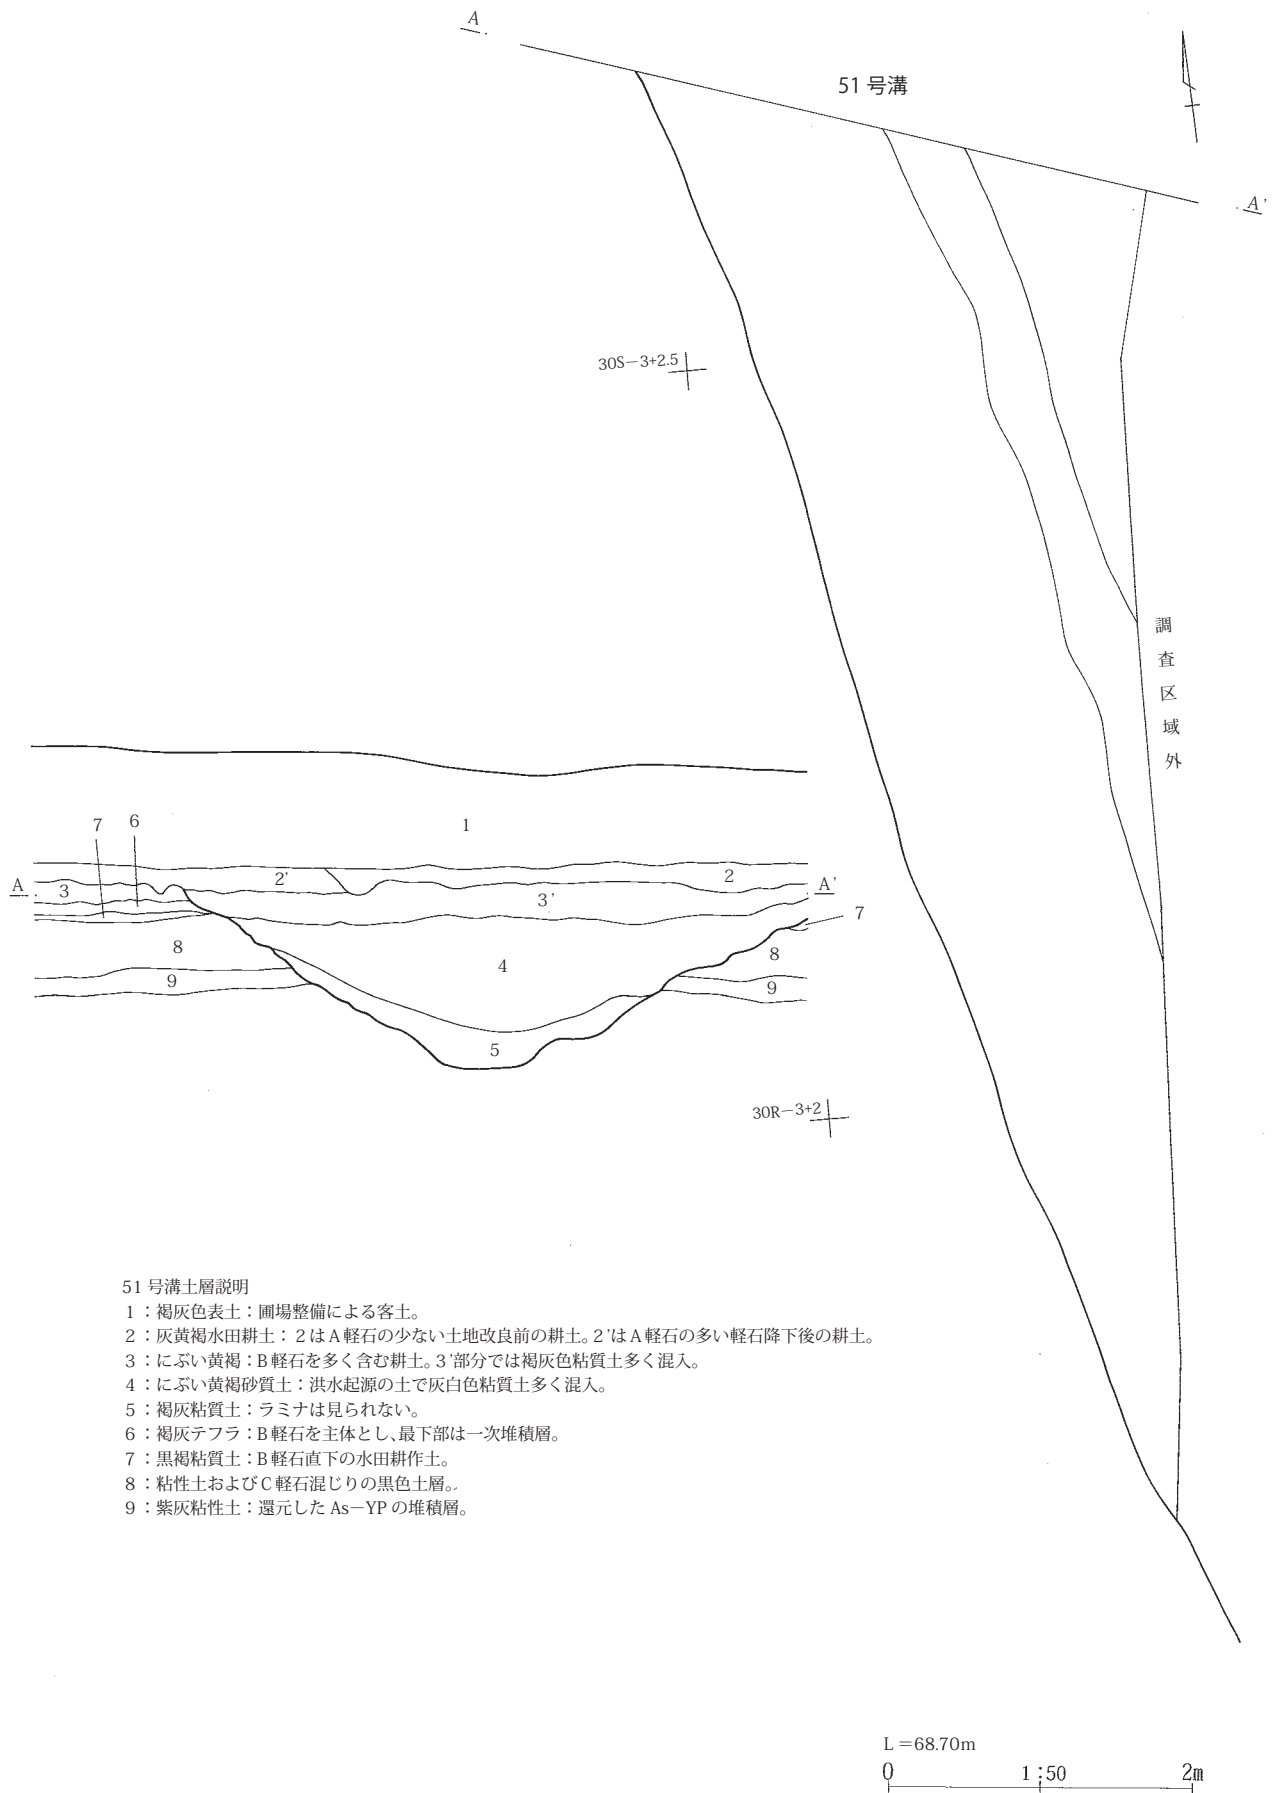 A
51 号溝
A’
30S−3+2.5
調査区域外
1
7 6
2’
2
A
3
3’
A’
7
8
4
8
9
9
5
30R−3+2
51 号溝土層説明
1：褐灰色表土：圃場整備による客土。
2：灰黄褐水田耕土：2はA軽石の少ない土地改良前の耕土。2’はA軽石の多い軽石降下後の耕土。
3：にぶい黄褐：B軽石を多く含む耕土。3’部分では褐灰色粘質土多く混入。
4：にぶい黄褐砂質土：洪水起源の土で灰白色粘質土多く混入。
5：褐灰粘質土：ラミナは見られない。
6：褐灰テフラ：B軽石を主体とし、最下部は一次堆積層。
7：黒褐粘質土：B軽石直下の水田耕作土。
8：粘性土およびC軽石混じりの黒色土層。
9：紫灰粘性土：還元した As−YP の堆積層。
L＝68.70m
0 1:50 2m